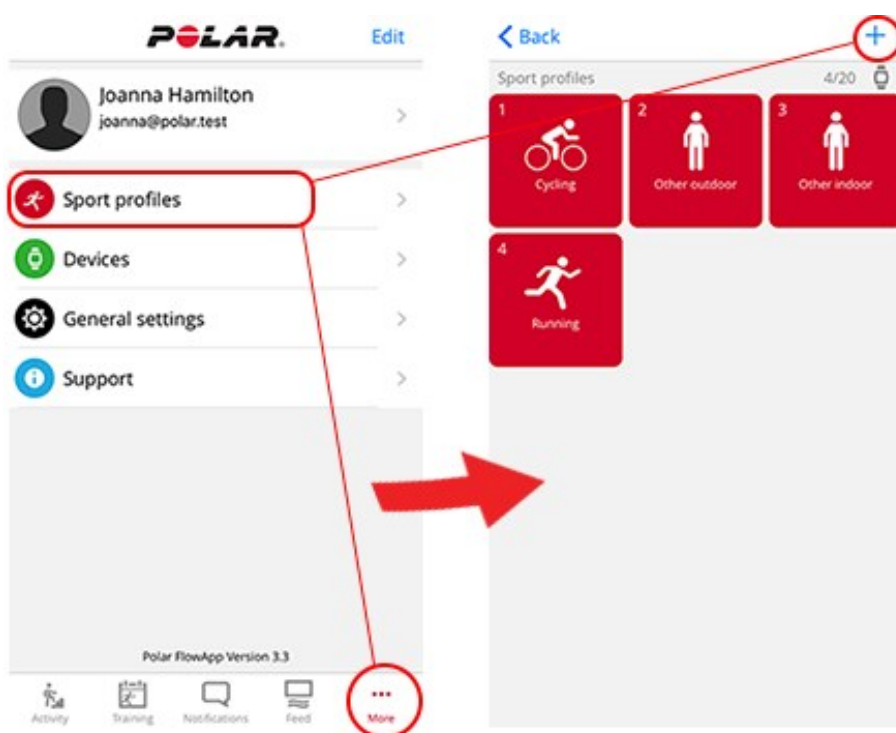 POLAR.
Edit
Joanna Hamilton
joanna@polar.test
Sport profiles
Devices
General settings
Support
Polar FlowApp Version 3.3
Activity
Training
Notifications
Feed
More
Back
+
Sport profiles
4/20
1
Cycling
2
Other outdoor
3
Other indoor
4
Running